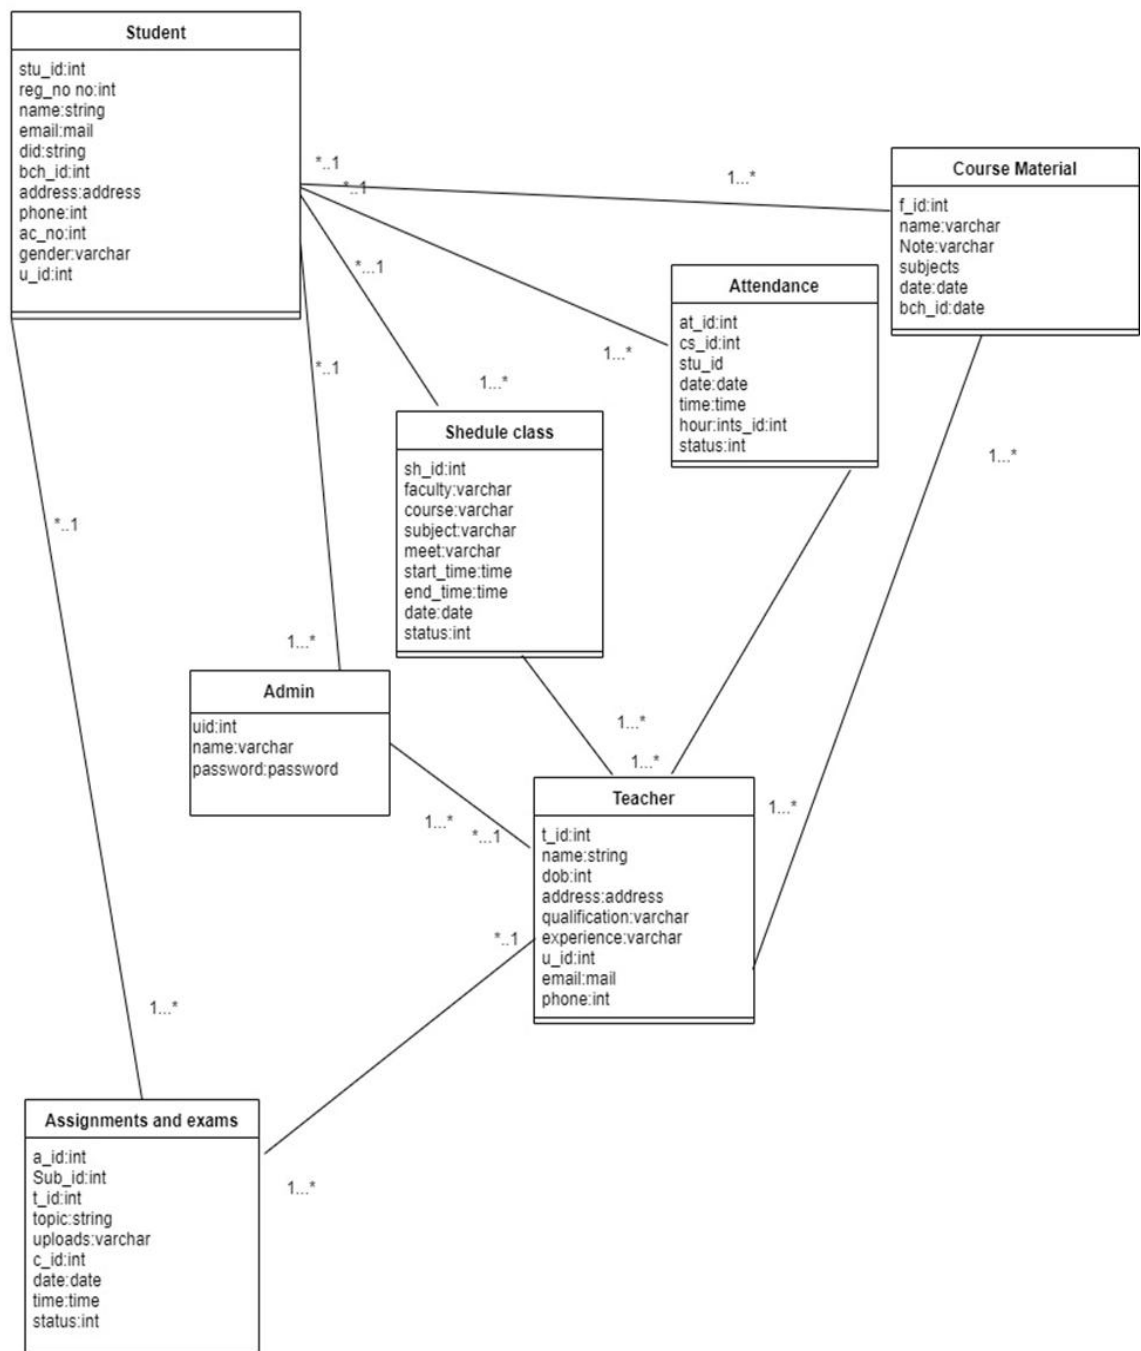 Student
stu_id:int
reg_no no:int
name:string
email:mail
did:string
bch_id:int
address:address
phone:int
ac_no:int
gender:varchar
u_id:int
*..1
*..1
1...*
*...1
1...*
1...*
*..1
1...*
Course Material
f_id:int
name:varchar
Note:varchar
subjects
date:date
bch_id:date
1...*
Attendance
at_id:int
cs_id:int
stu_id
date:date
time:time
hour:ints_id:int
status:int
Shedule class
sh_id:int
faculty:varchar
course:varchar
subject:varchar
meet:varchar
start_time:time
end_time:time
date:date
status:int
*..1
Admin
uid:int
name:varchar
password:password
1...*
1...*
1...*
*...1
1...*
Teacher
t_id:int
name:string
dob:int
address:address
qualification:varchar
experience:varchar
u_id:int
email:mail
phone:int
*..1
1...*
Assignments and exams
a_id:int
Sub_id:int
t_id:int
topic:string
uploads:varchar
c_id:int
date:date
time:time
status:int
1...*